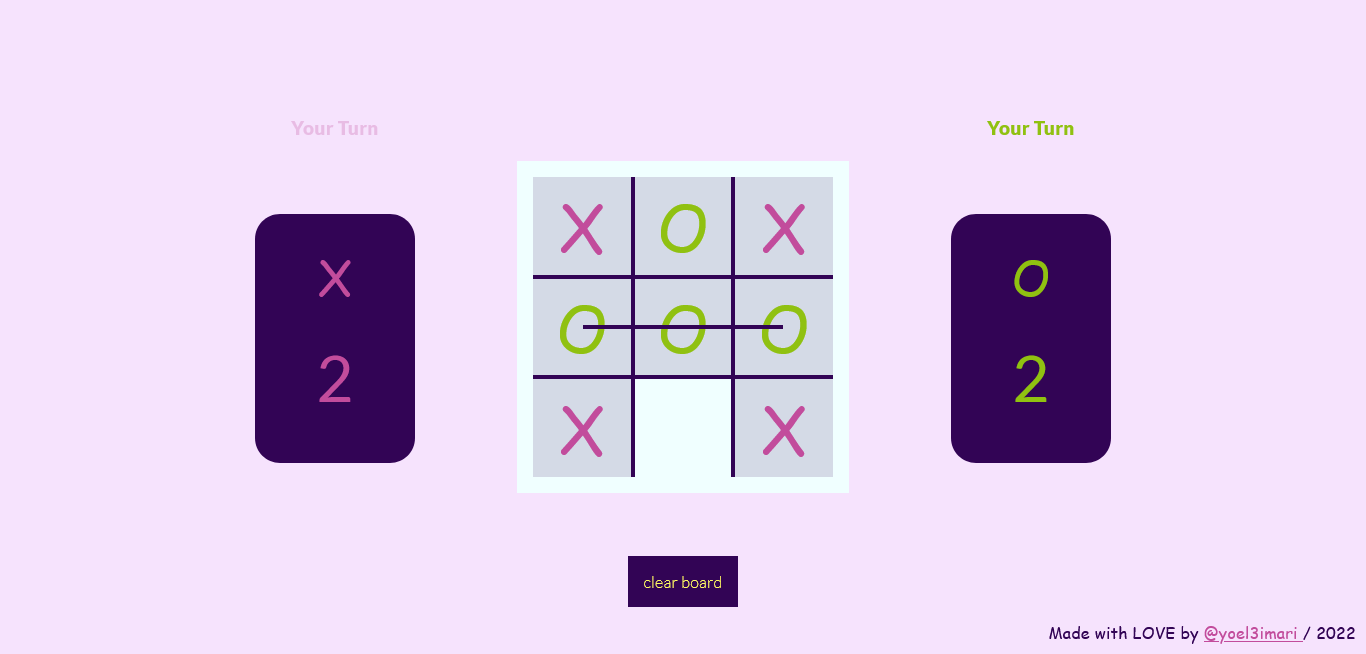 Your Turn
Your Turn
X
2
X O X
O O O
X X
O
2
clear board
Made with LOVE by @yoel3imari / 2022